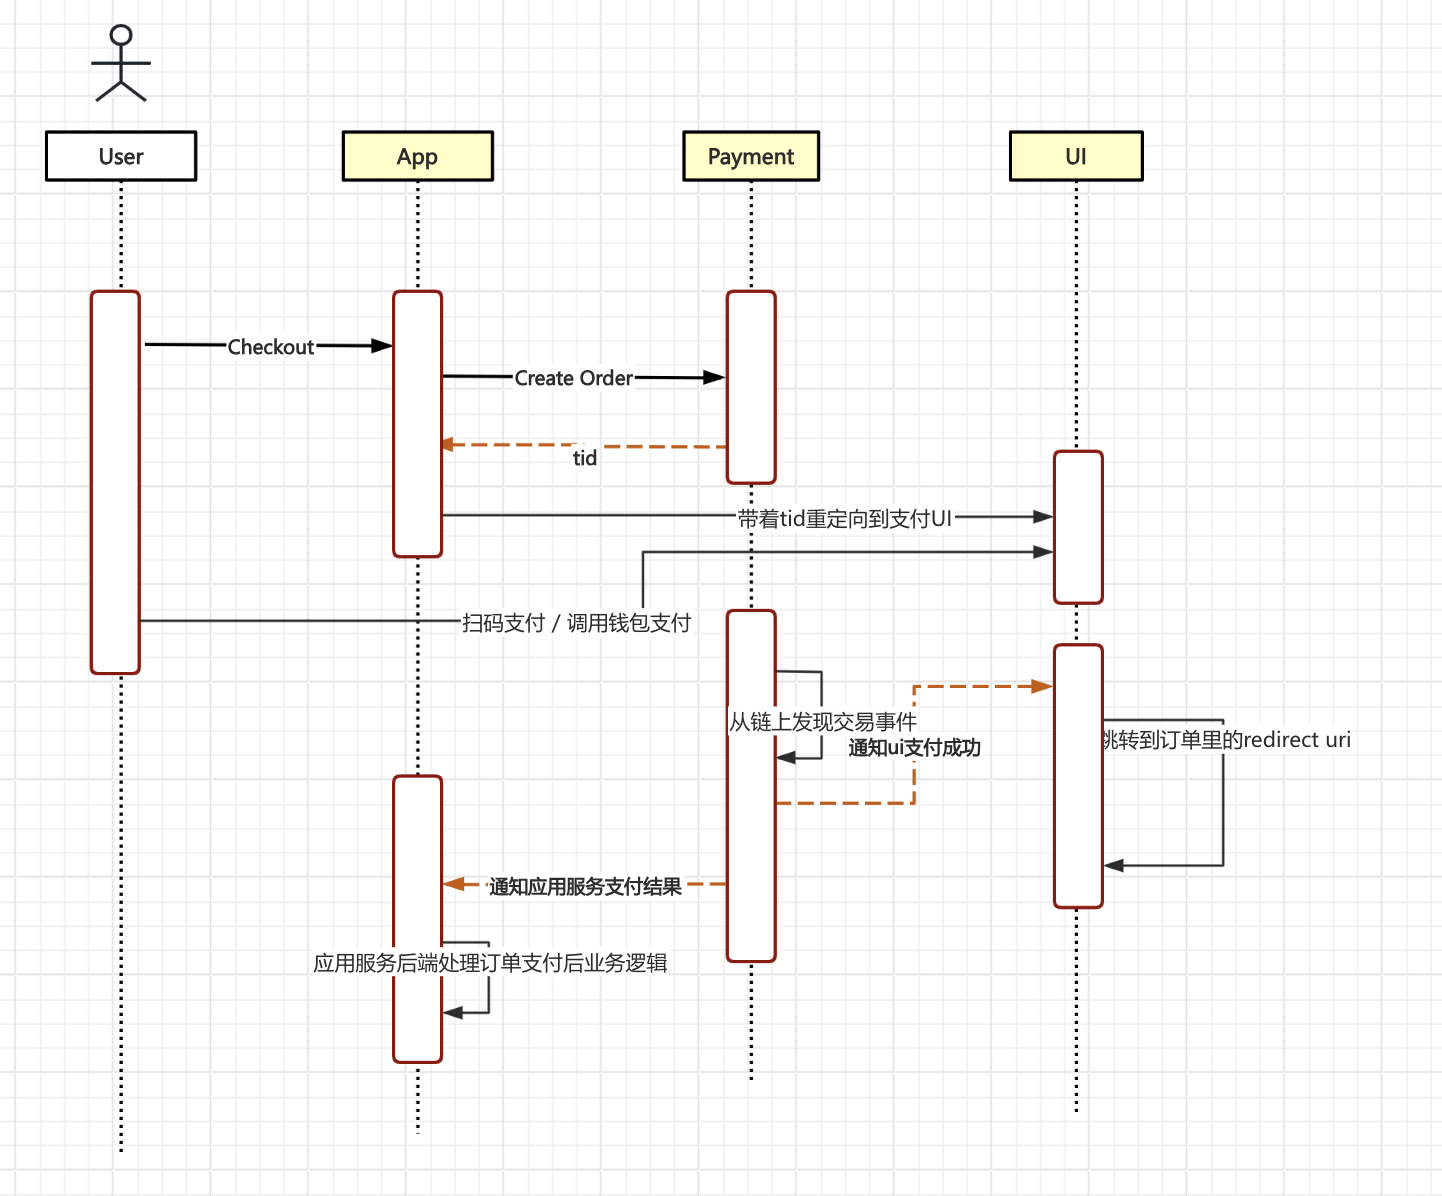 User
App
Payment
UI
Checkout
Create Order
tid
带着tid重定向到支付UI
扫码支付 / 调用钱包支付
从链上发现交易事件
通知ui支付成功
跳转到订单里的redirect uri
通知应用服务支付结果
应用服务后端处理订单支付后业务逻辑